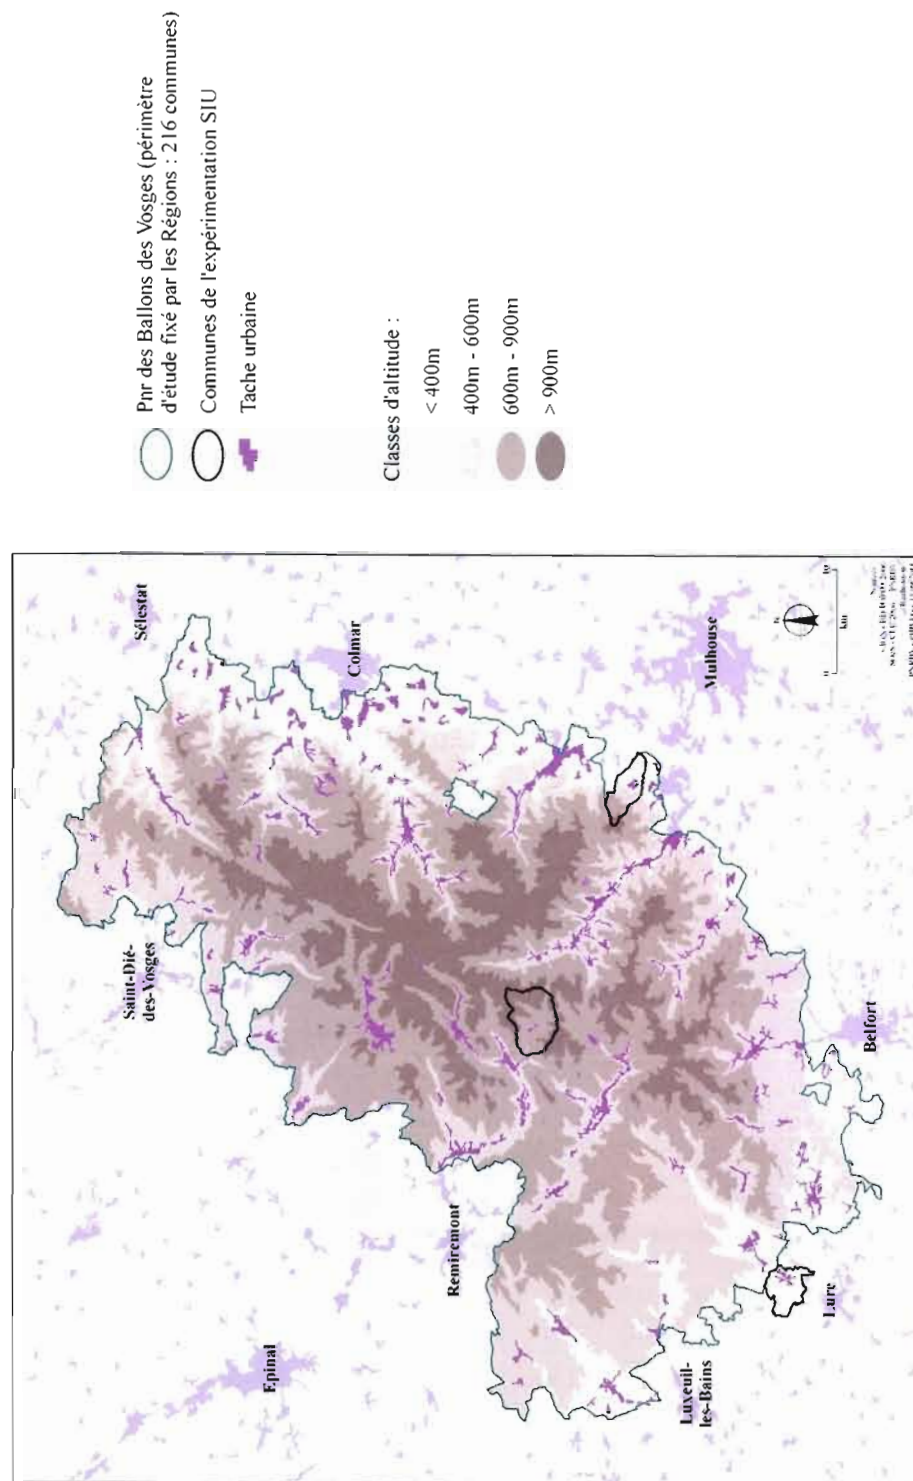 Pnr des Ballons des Vosges (périmètre
d'étude fixé par les Régions : 216 communes)
Communes de l'expérimentation SIU
Tache urbaine
Classes d'altitude :
< 400m
400m - 600m
600m - 900m
> 900m
Sélestat
Saint-Dié-
des-Vosges
Colmar
Epinal
Remiremont
Mulhouse
Luxeuil-
les-Bains
Lure
Belfort
N
0
10
km